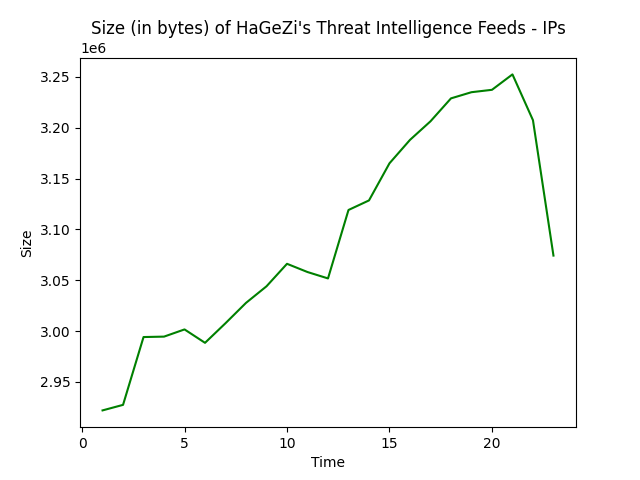 Size (in bytes) of HaGeZi's Threat Intelligence Feeds - IPs
1e6
3.25
3.20
3.15
3.10
3.05
3.00
2.95
Size
0 5 10 15 20
Time